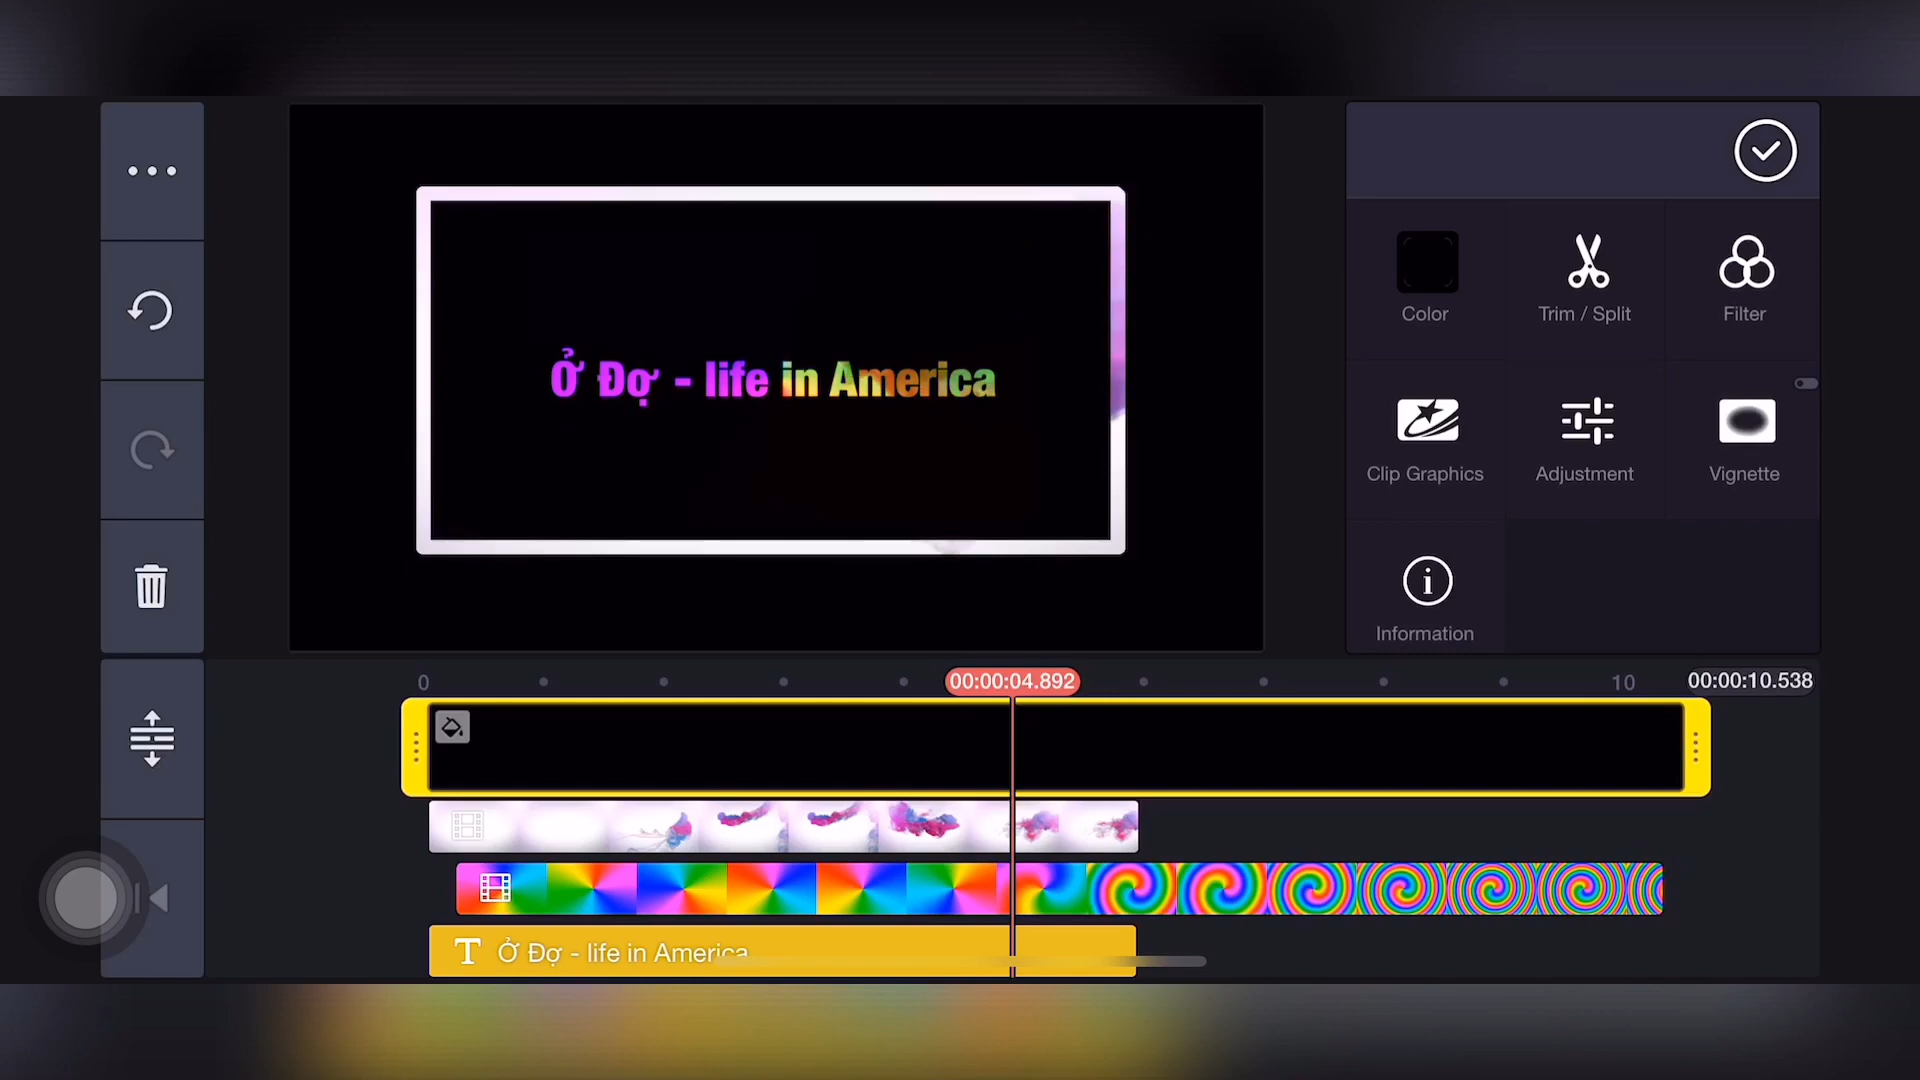 Ở Đợ - life in America
Color
Trim / Split
Filter
Clip Graphics
Adjustment
Vignette
Information
0
00:00:04.892
10
00:00:10.538
T Ở Đợ - life in America